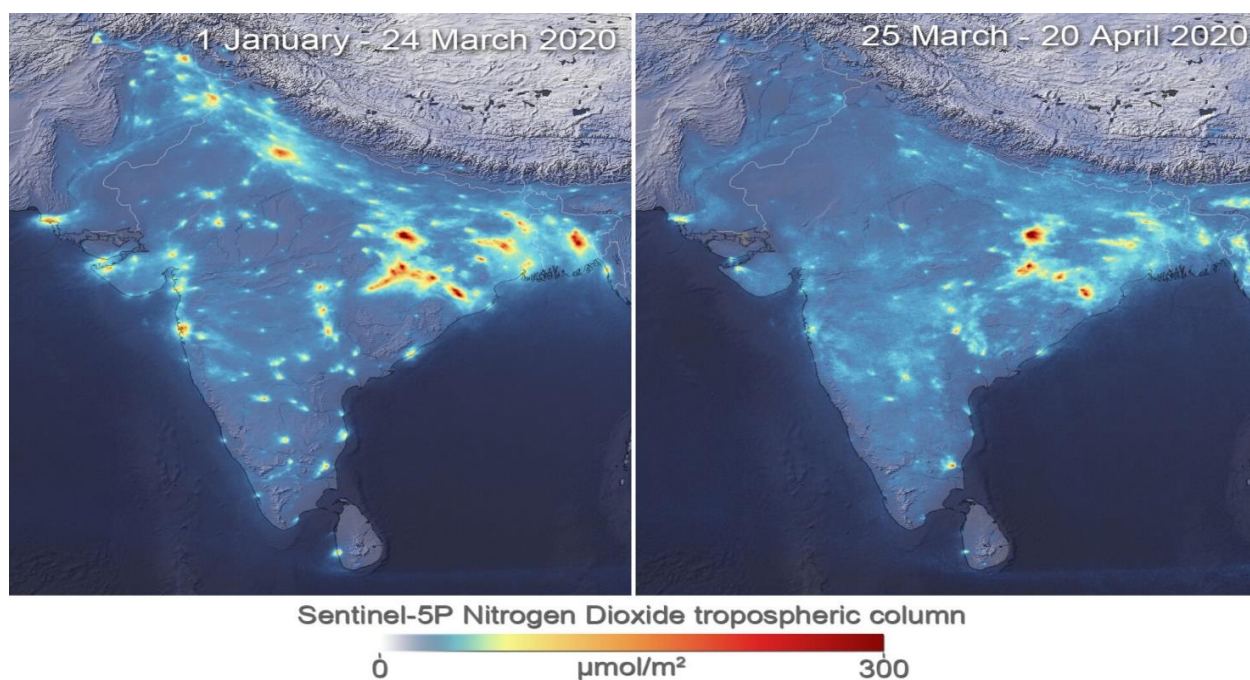 1 January - 24 March 2020
25 March - 20 April 2020
Sentinel-5P Nitrogen Dioxide tropospheric column
0
µmol/m²
300